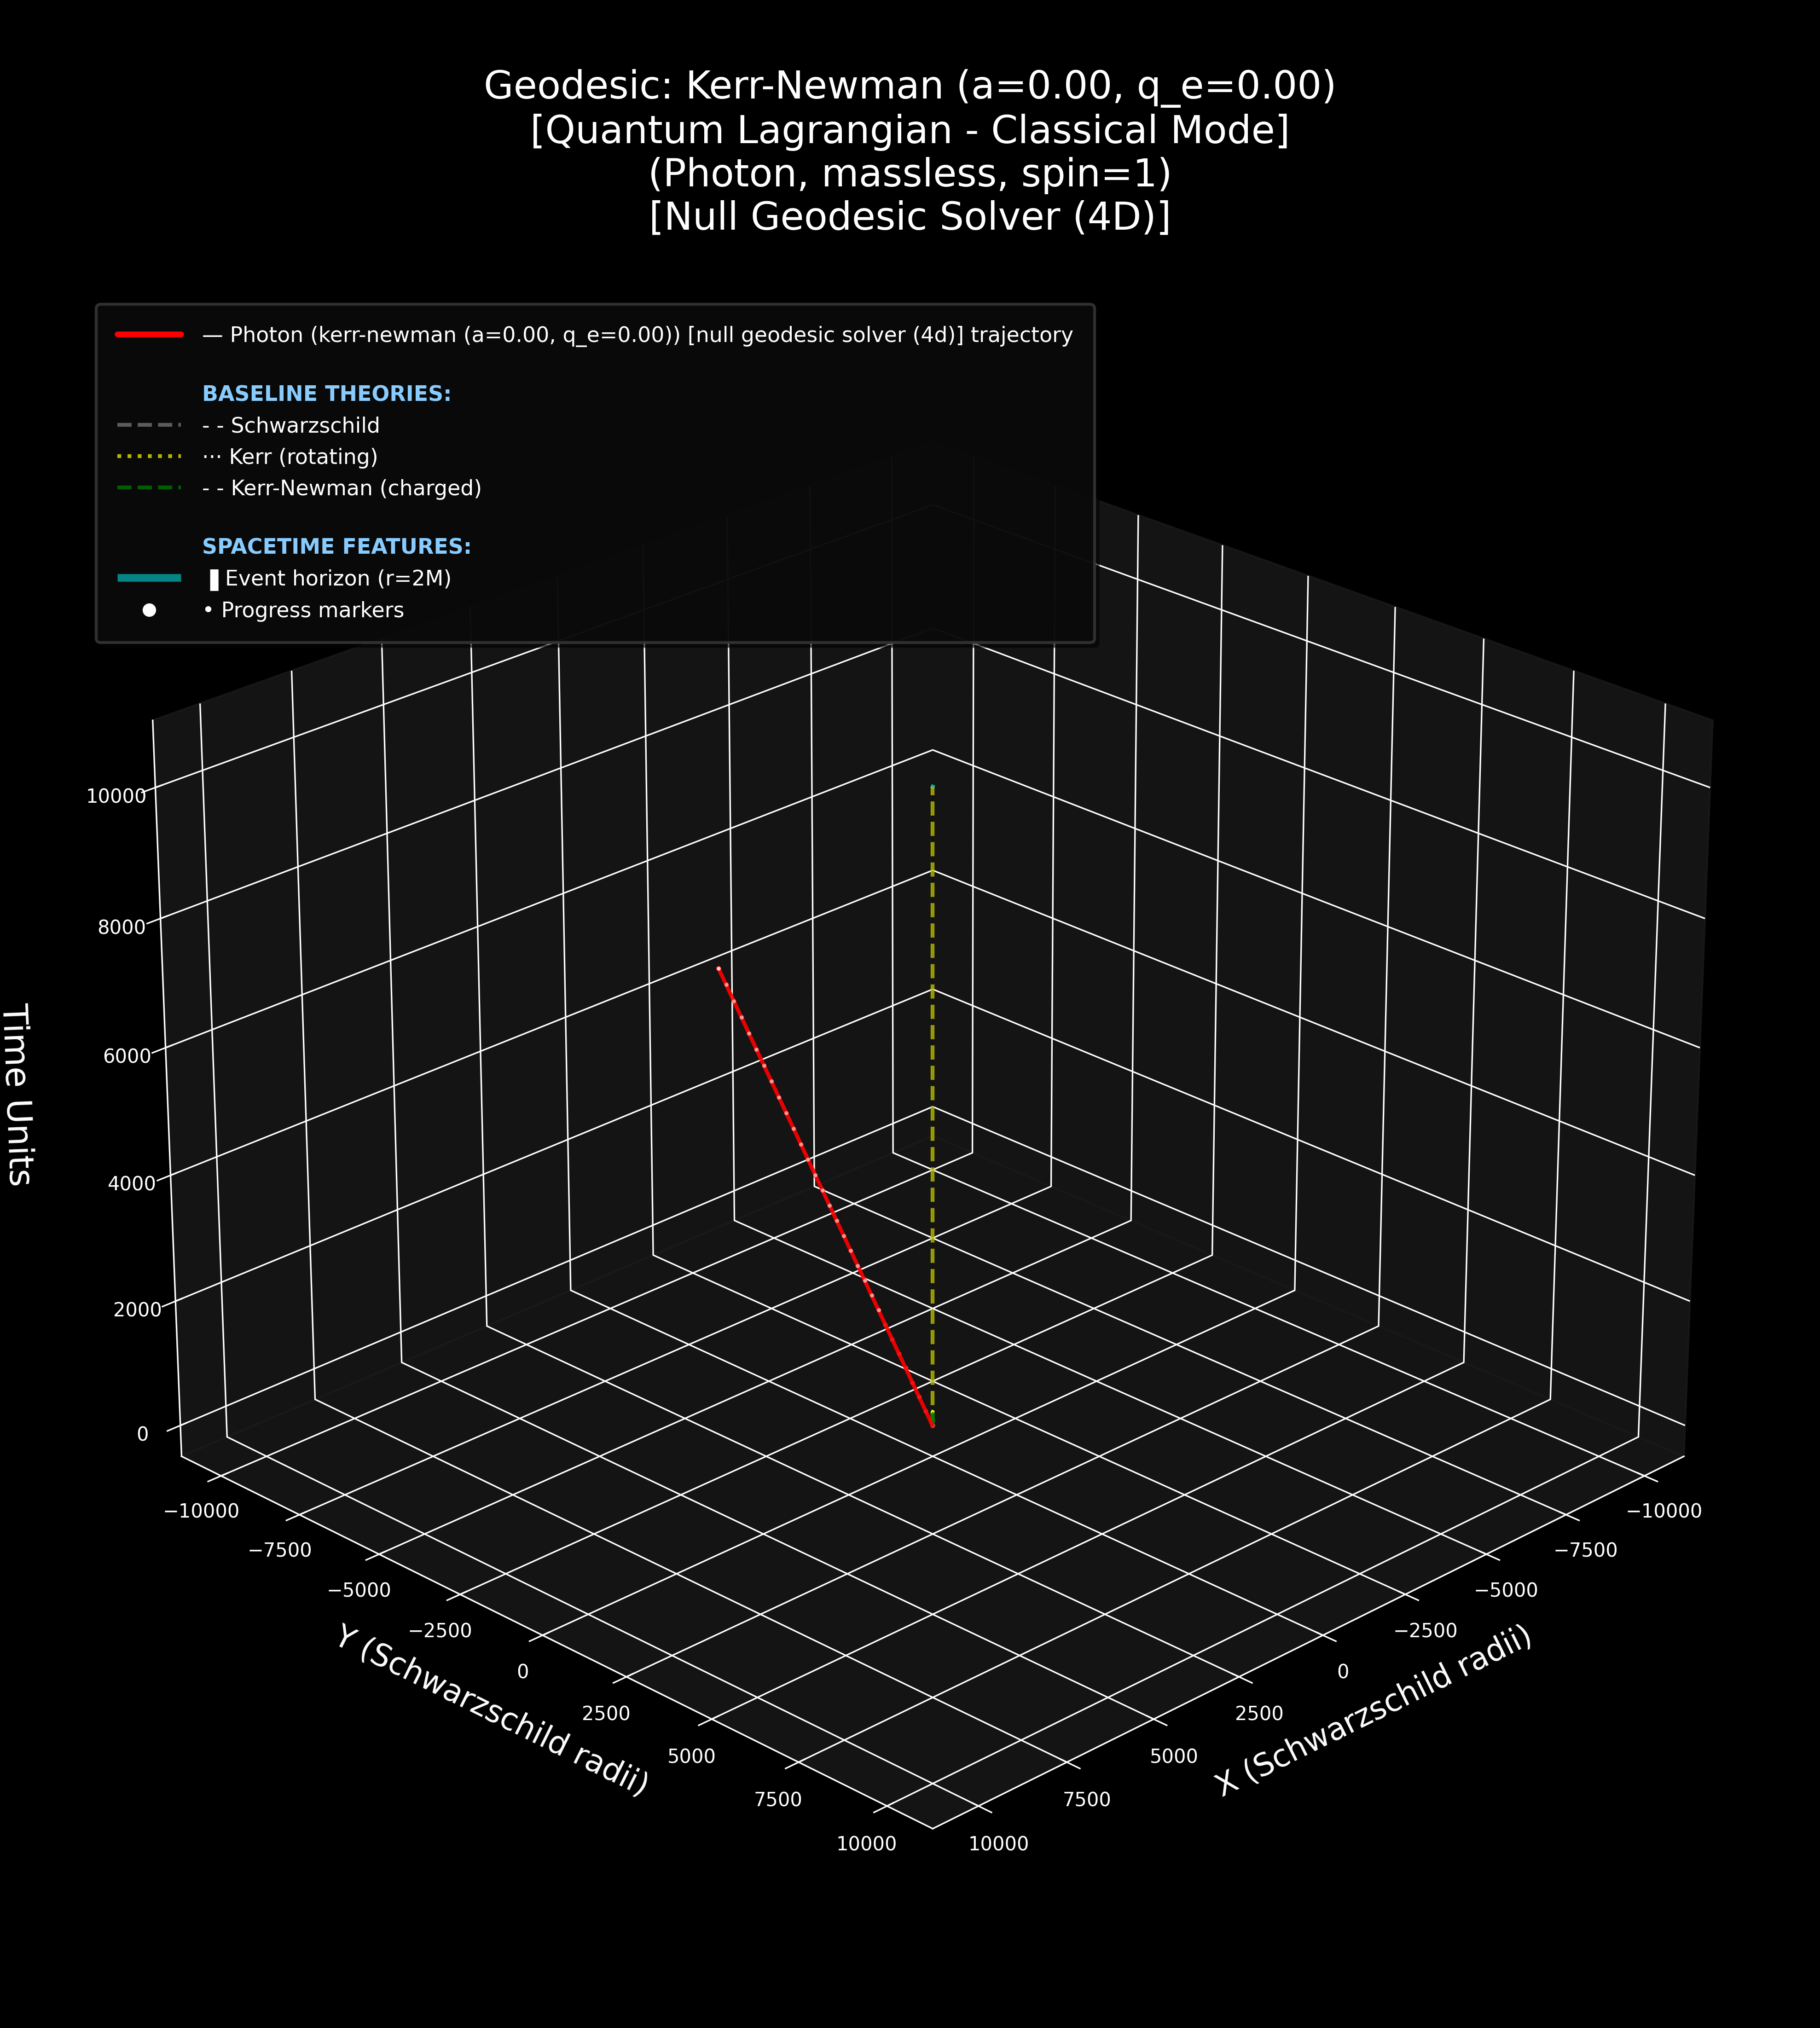 Geodesic: Kerr-Newman (a=0.00, q_e=0.00)
[Quantum Lagrangian - Classical Mode]
(Photon, massless, spin=1)
[Null Geodesic Solver (4D)]
— Photon (kerr-newman (a=0.00, q_e=0.00)) [null geodesic solver (4d)] trajectory
BASELINE THEORIES:
- - Schwarzschild
··· Kerr (rotating)
- - Kerr-Newman (charged)
SPACETIME FEATURES:
▌Event horizon (r=2M)
• Progress markers
10000
8000
6000
4000
2000
0
Time Units
−10000
−7500
−5000
−2500
0
2500
5000
7500
10000
Y (Schwarzschild radii)
−10000
−7500
−5000
−2500
0
2500
5000
7500
10000
X (Schwarzschild radii)